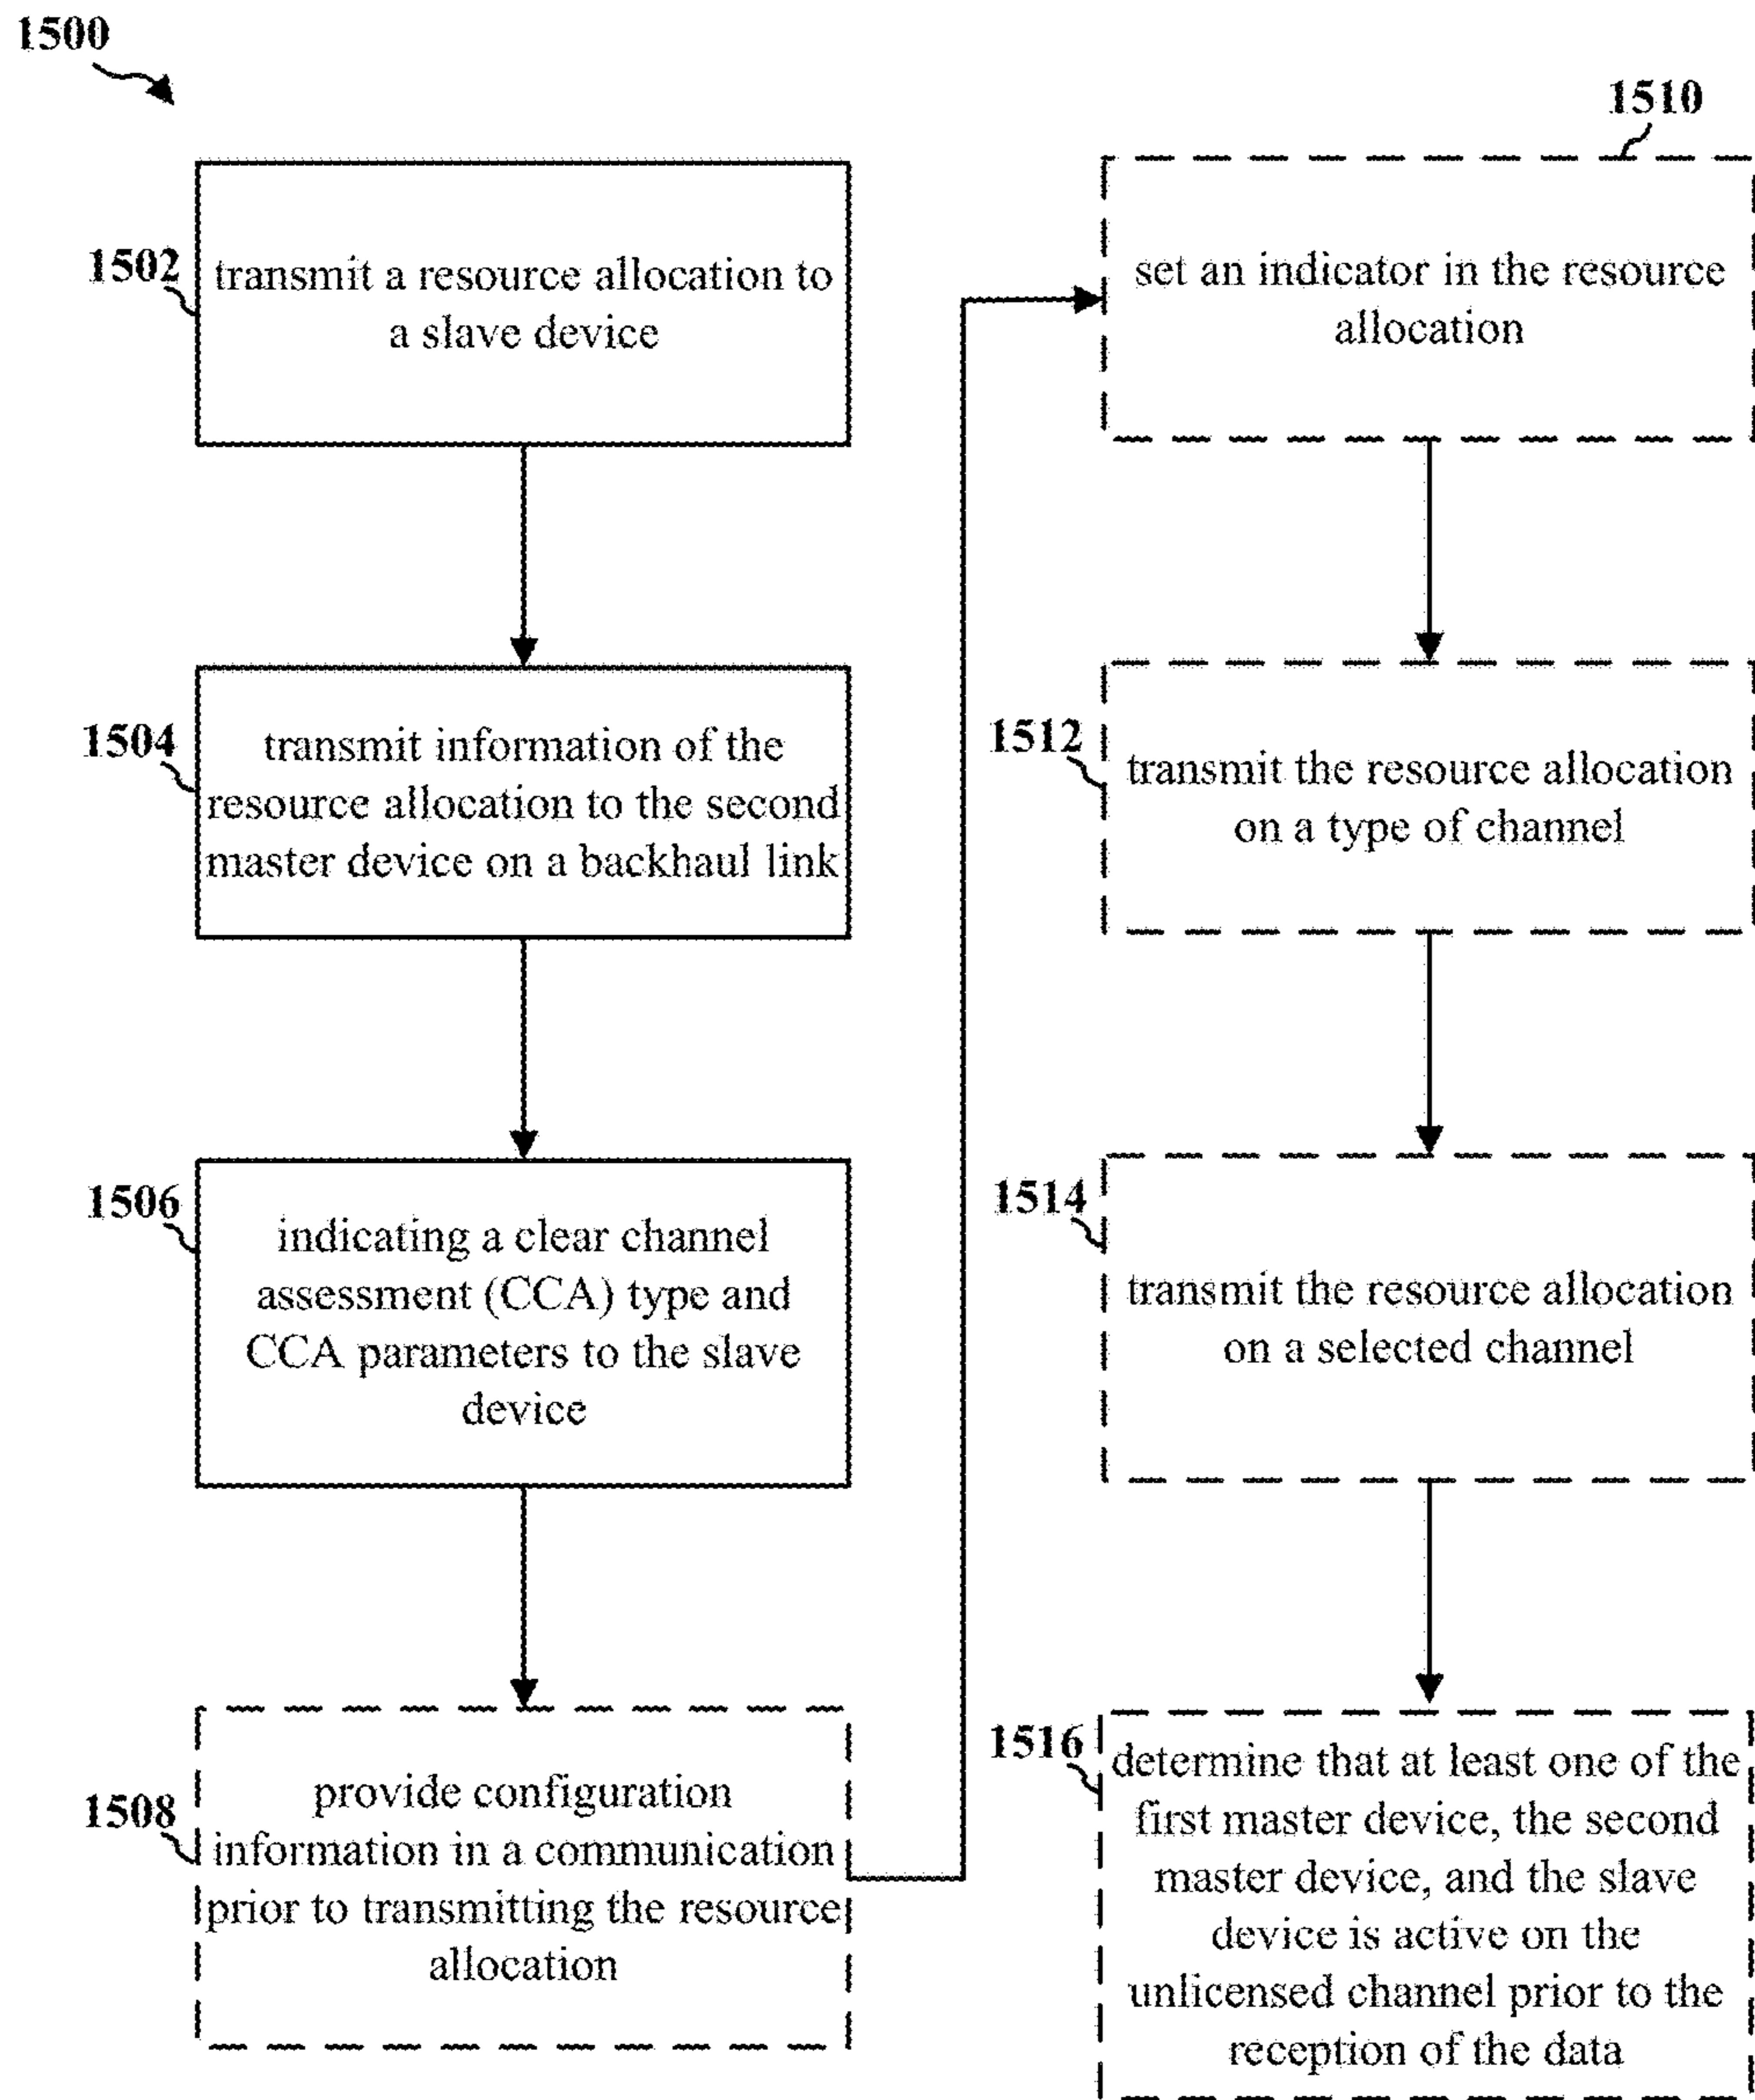 1500
1502
transmit a resource allocation to
a slave device
1504
transmit information of the
resource allocation to the second
master device on a backhaul link
1506
indicating a clear channel
assessment (CCA) type and
CCA parameters to the slave
device
1508
provide configuration
information in a communication
prior to transmitting the resource
allocation
1510
set an indicator in the resource
allocation
1512
transmit the resource allocation
on a type of channel
1514
transmit the resource allocation
on a selected channel
1516
determine that at least one of the
first master device, the second
master device, and the slave
device is active on the
unlicensed channel prior to the
reception of the data